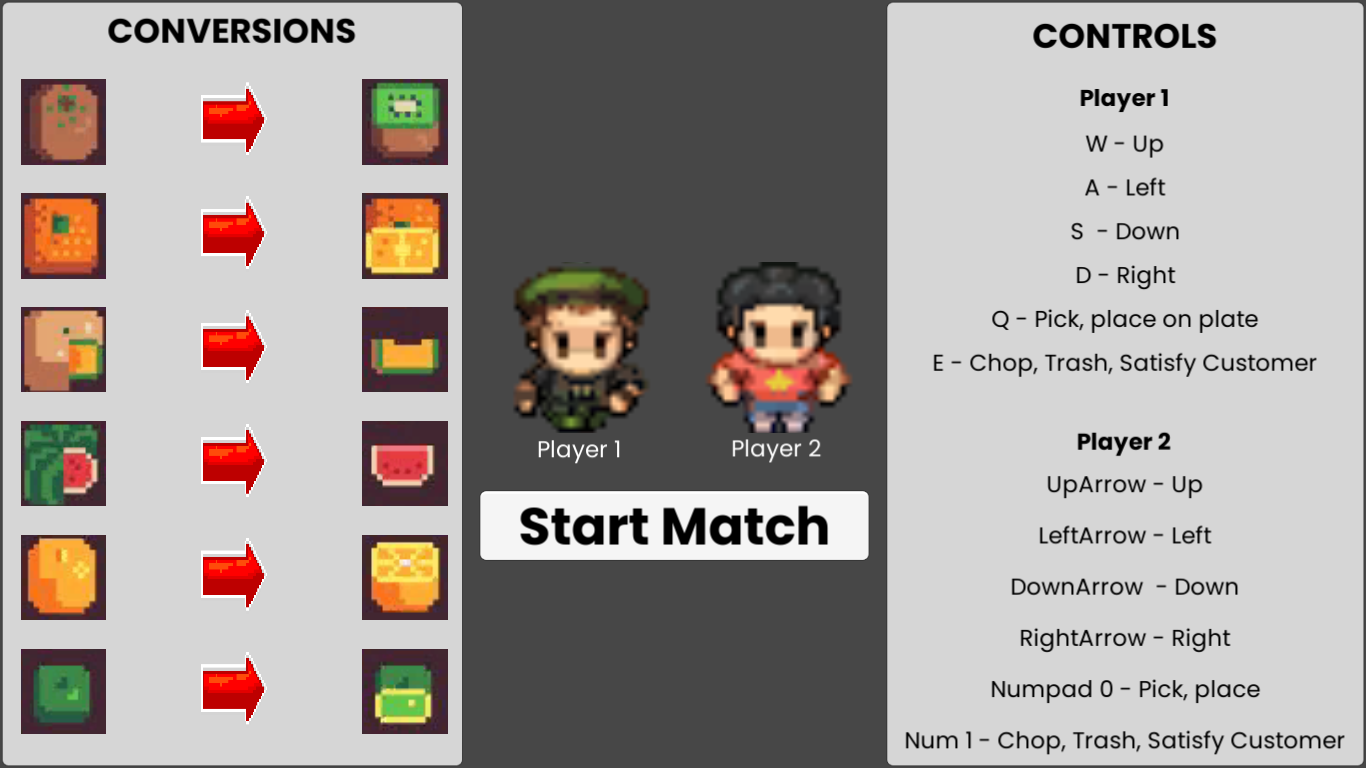 CONVERSIONS
Player 1
Player 2
Start Match
CONTROLS
Player 1
W - Up
A - Left
S - Down
D - Right
Q - Pick, place on plate
E - Chop, Trash, Satisfy Customer
Player 2
UpArrow - Up
LeftArrow - Left
DownArrow - Down
RightArrow - Right
Numpad 0 - Pick, place
Num 1 - Chop, Trash, Satisfy Customer